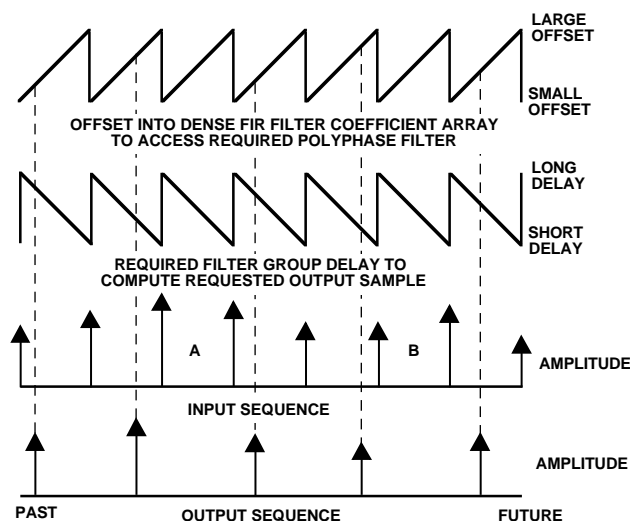 LARGE
OFFSET
SMALL
OFFSET
OFFSET INTO DENSE FIR FILTER COEFFICIENT ARRAY
TO ACCESS REQUIRED POLYPHASE FILTER
LONG
DELAY
SHORT
DELAY
REQUIRED FILTER GROUP DELAY TO
COMPUTE REQUESTED OUTPUT SAMPLE
A
B
AMPLITUDE
INPUT SEQUENCE
AMPLITUDE
PAST
OUTPUT SEQUENCE
FUTURE